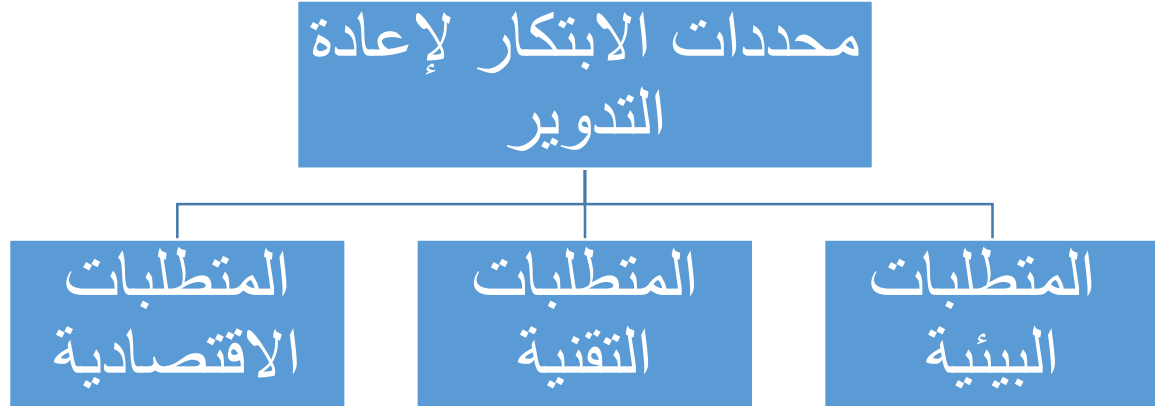 محددات الابتكار لإعادة
التدوير
المتطلبات
البيئية
المتطلبات
التقنية
المتطلبات
الاقتصادية